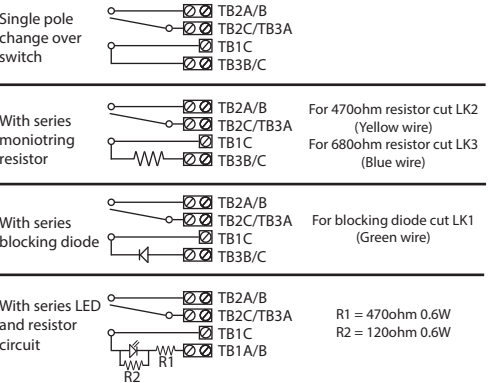 Single pole
change over
switch
TB2A/B
TB2C/TB3A
TB1C
TB3B/C
With series
moniotring
resistor
TB2A/B
TB2C/TB3A
TB1C
TB3B/C
For 470ohm resistor cut LK2
(Yellow wire)
For 680ohm resistor cut LK3
(Blue wire)
With series
blocking diode
TB2A/B
TB2C/TB3A
TB1C
TB3B/C
For blocking diode cut LK1
(Green wire)
With series LED
and resistor
circuit
TB2A/B
TB2C/TB3A
TB1C
TB1A/B
R1
R2
R1 = 470ohm 0.6W
R2 = 120ohm 0.6W